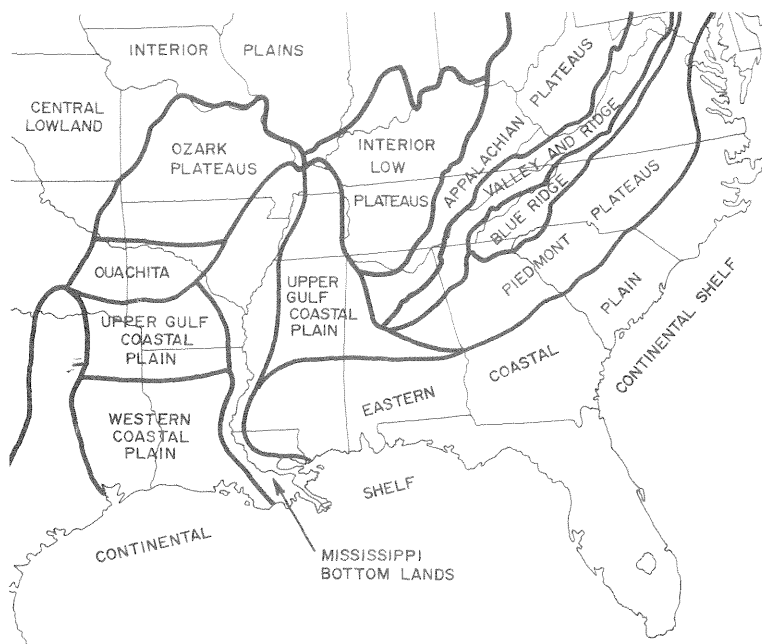 INTERIOR PLAINS
CENTRAL
LOWLAND
OZARK
PLATEAUS
INTERIOR
LOW
PLATEAUS
APPALACHIAN PLATEAUS
VALLEY AND RIDGE
BLUE RIDGE
PIEDMONT PLATEAUS
OUACHITA
UPPER GULF
COASTAL
PLAIN
UPPER
GULF
COASTAL
PLAIN
WESTERN
COASTAL
PLAIN
EASTERN COASTAL PLAIN
CONTINENTAL SHELF
CONTINENTAL SHELF
MISSISSIPPI
BOTTOM LANDS